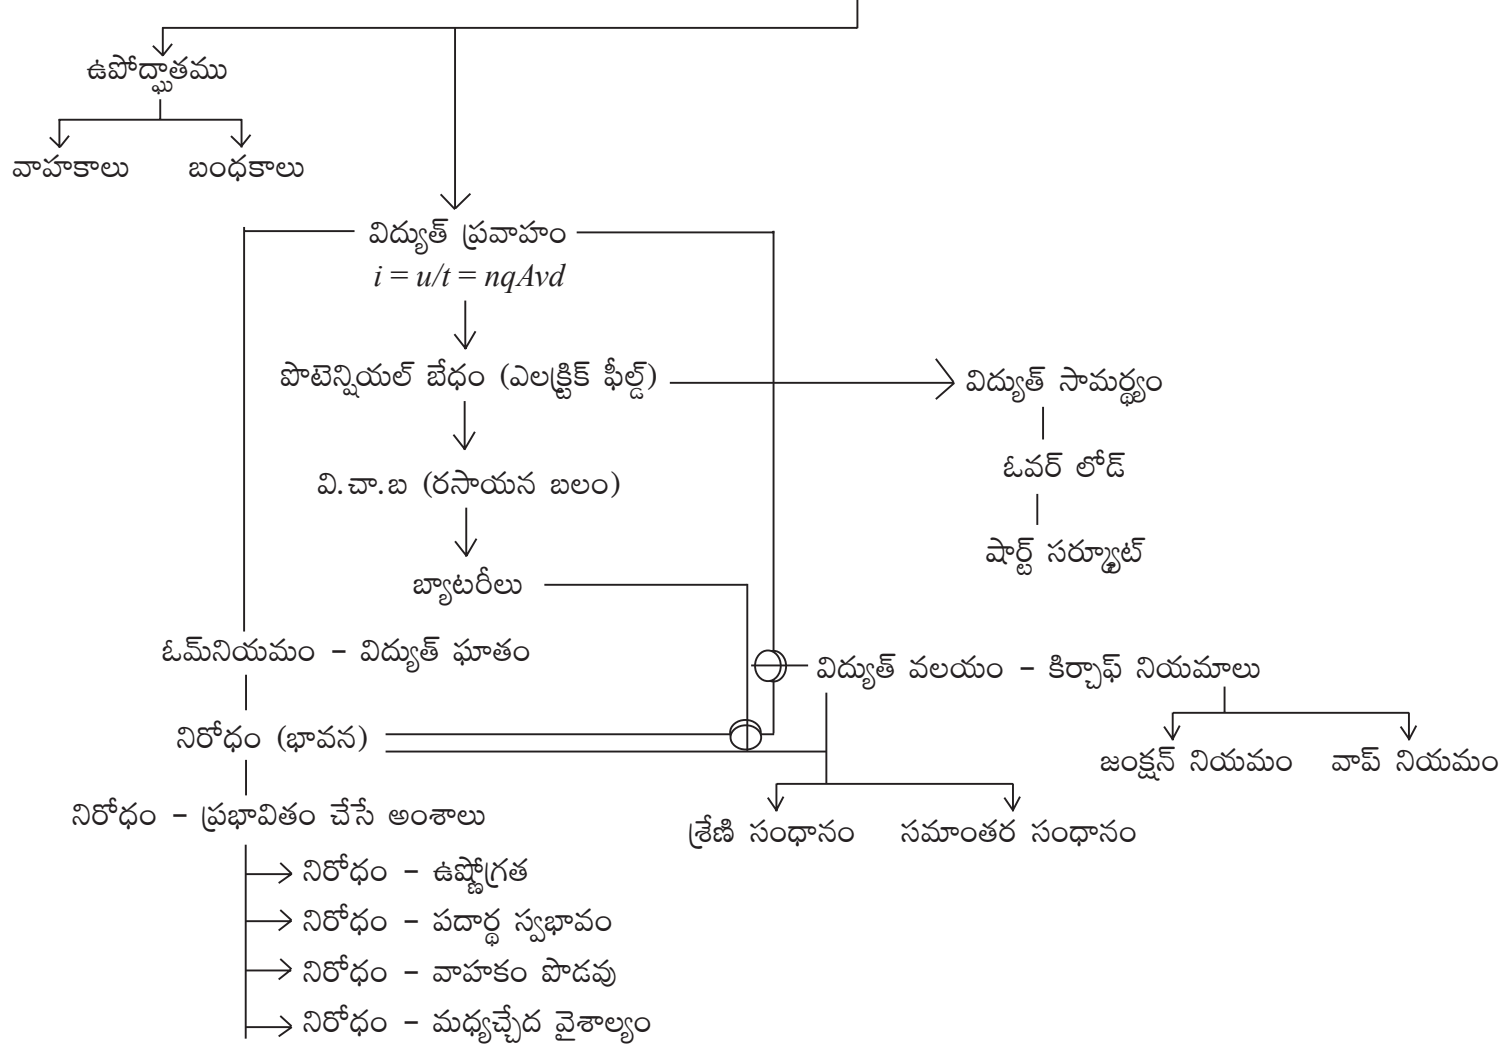 ఉపోద్ఘాతము
వాహకాలు బంధకాలు
విద్యుత్ ప్రవాహం
i = u/t = nqAvd
పొటెన్షియల్ బేధం (ఎలక్ట్రిక్ ఫీల్డ్)
విద్యుత్ సామర్థ్యం
ఓవర్ లోడ్
వి.చా.బ (రసాయన బలం)
షార్ట్ సర్క్యూట్
బ్యాటరీలు
ఓమ్‌నియమం – విద్యుత్ ఘాతం
విద్యుత్ వలయం – కిర్చాఫ్ నియమాలు
నిరోధం (భావన)
జంక్షన్ నియమం వాప్ నియమం
నిరోధం – ప్రభావితం చేసే అంశాలు
శ్రేణి సంధానం సమాంతర సంధానం
నిరోధం – ఉష్ణోగ్రత
నిరోధం – పదార్థ స్వభావం
నిరోధం – వాహకం పొడవు
నిరోధం – మధ్యచ్ఛేద వైశాల్యం